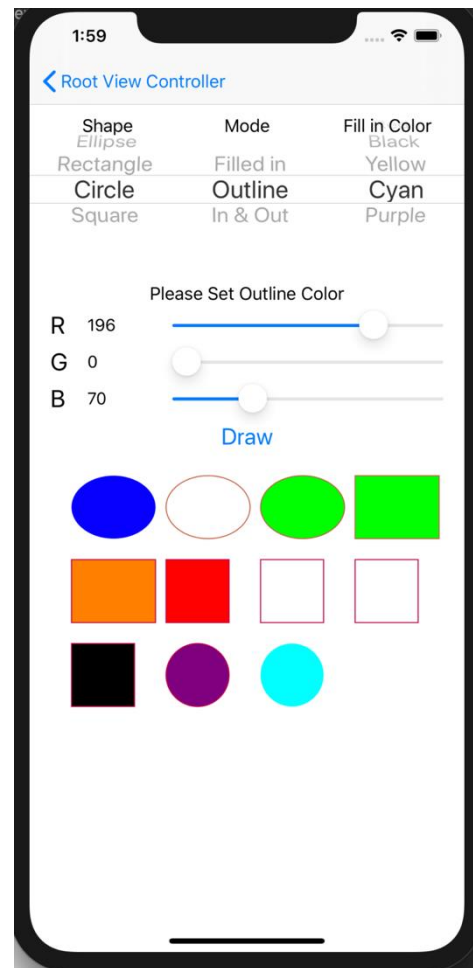 1:59
Root View Controller
Shape Mode Fill in Color
Ellipse Black
Rectangle Filled in Yellow
Circle Outline Cyan
Square In & Out Purple
Please Set Outline Color
R 196
G 0
B 70
Draw